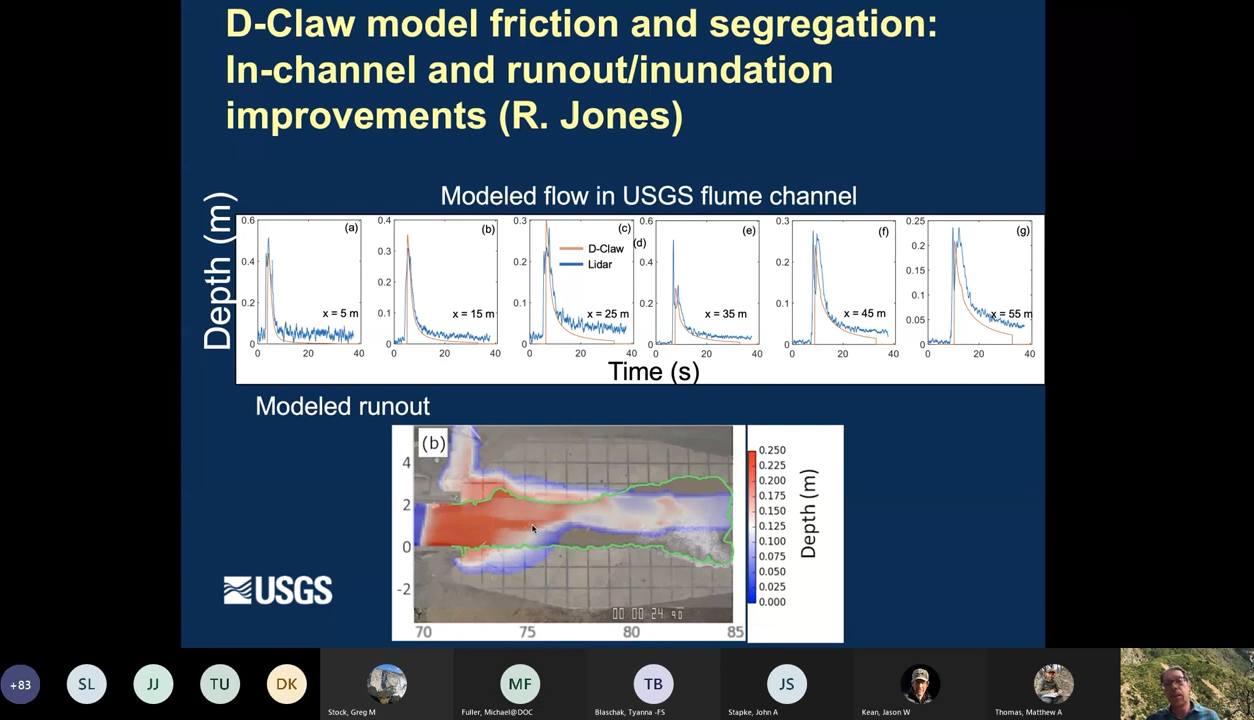 D-Claw model friction and segregation:
In-channel and runout/inundation
improvements (R. Jones)
Modeled flow in USGS flume channel
Depth (m)
0.6
0.4
0.2
0
(a)
x = 5 m
0 20 40
0.4
0.3
0.2
0.1
0
(b)
x = 15 m
0 20 40
0.3
0.2
0.1
0
(c)
D-Claw
Lidar
x = 25 m
0 20 40
(d)
0.6
0.4
0.2
0
(e)
x = 35 m
0 20 40
0.3
0.2
0.1
0
(f)
x = 45 m
0 20 40
0.25
0.2
0.15
0.1
0.05
0
(g)
x = 55 m
0 20 40
Time (s)
Modeled runout
(b)
4
2
0
-2
70 75 80 85
00 00 24 90
0.250
0.225
0.200
0.175
0.150
0.125
0.100
0.075
0.050
0.025
0.000
Depth (m)
USGS
+83
SL
JJ
TU
DK
Stock, Greg M
MF
Fuller, Michael@DOC
TB
Blaschak, Tyanna -FS
JS
Stapke, John A
Kean, Jason W
Thomas, Matthew A